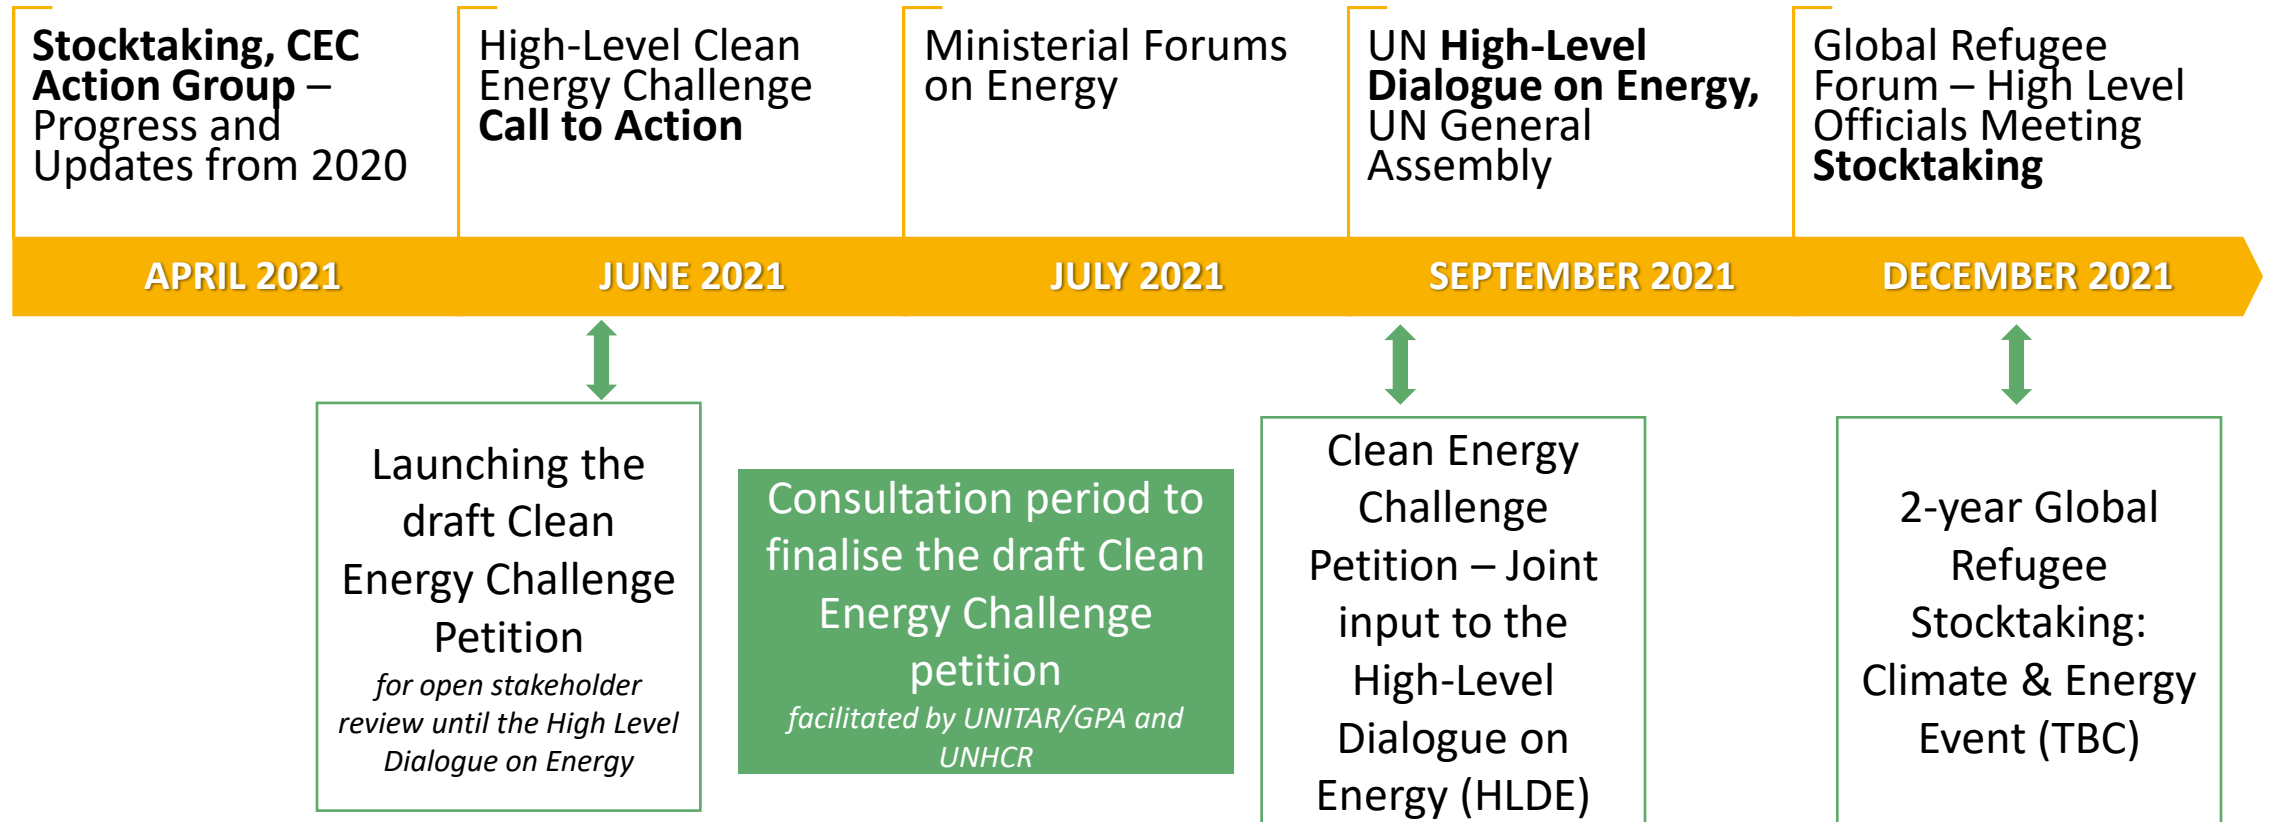 Stocktaking, CEC
Action Group –
Progress and
Updates from 2020
High-Level Clean
Energy Challenge
Call to Action
Ministerial Forums
on Energy
UN High-Level
Dialogue on Energy,
UN General
Assembly
Global Refugee
Forum – High Level
Officials Meeting
Stocktaking
APRIL 2021
JUNE 2021
JULY 2021
SEPTEMBER 2021
DECEMBER 2021
Launching the
draft Clean
Energy Challenge
Petition
for open stakeholder
review until the High Level
Dialogue on Energy
Consultation period to
finalise the draft Clean
Energy Challenge
petition
facilitated by UNITAR/GPA and
UNHCR
Clean Energy
Challenge
Petition – Joint
input to the
High-Level
Dialogue on
Energy (HLDE)
2-year Global
Refugee
Stocktaking:
Climate & Energy
Event (TBC)